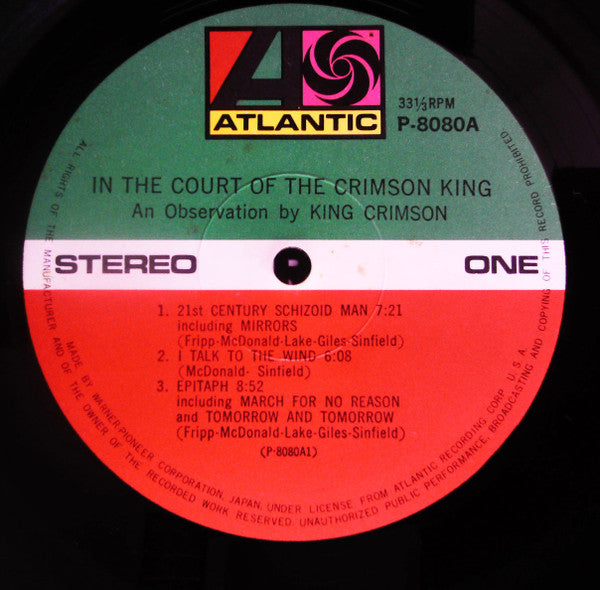 ATLANTIC
33⅓RPM
P-8080A
IN THE COURT OF THE CRIMSON KING
An Observation by KING CRIMSON
STEREO
ONE
1. 21st CENTURY SCHIZOID MAN 7:21
including MIRRORS
(Fripp-McDonald-Lake-Giles-Sinfield)
2. I TALK TO THE WIND 6:08
(McDonald- Sinfield)
3. EPITAPH 8:52
including MARCH FOR NO REASON
and TOMORROW AND TOMORROW
(Fripp-McDonald-Lake-Giles-Sinfield)
(P-8080A1)
MADE BY WARNER-PIONEER CORPORATION, JAPAN, UNDER LICENSE FROM ATLANTIC RECORDING CORP. U.S.A.
ALL RIGHTS OF THE MANUFACTURER AND OF THE OWNER OF THE RECORDED WORK RESERVED. UNAUTHORIZED PUBLIC PERFORMANCE, BROADCASTING AND COPYING OF THIS RECORD PROHIBITED